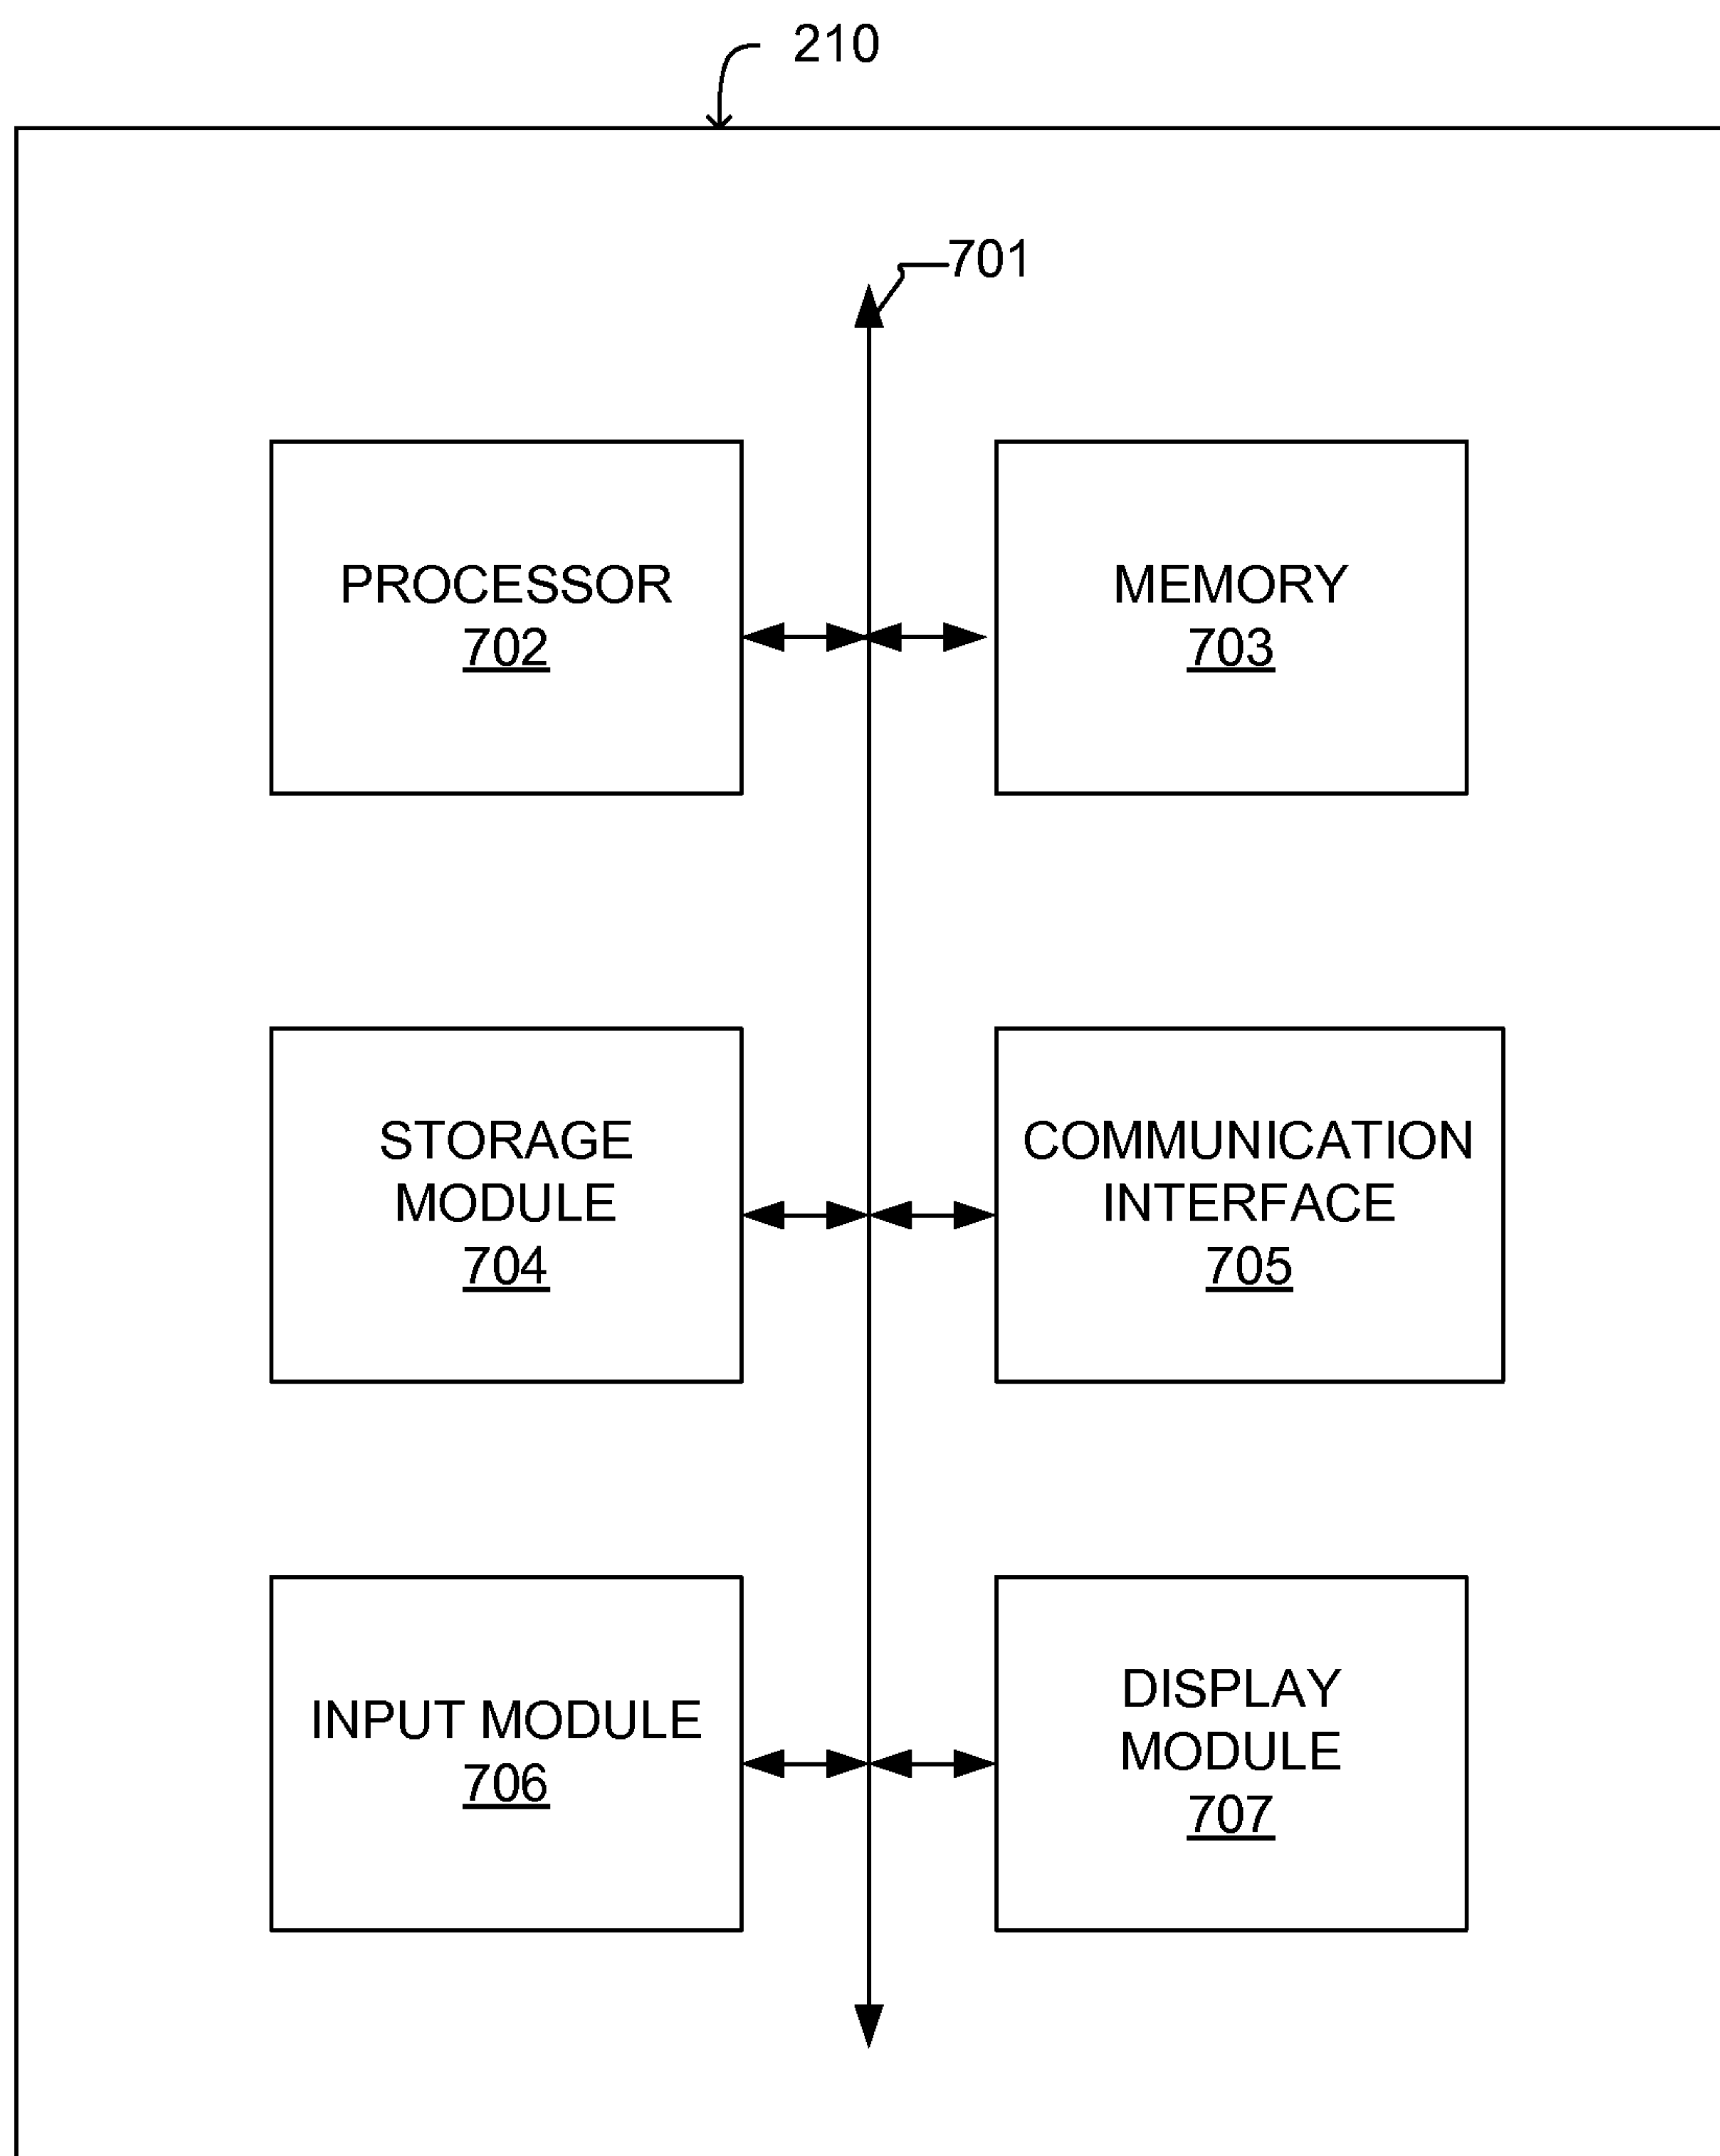 210
701
PROCESSOR
702
MEMORY
703
STORAGE
MODULE
704
COMMUNICATION
INTERFACE
705
INPUT MODULE
706
DISPLAY
MODULE
707